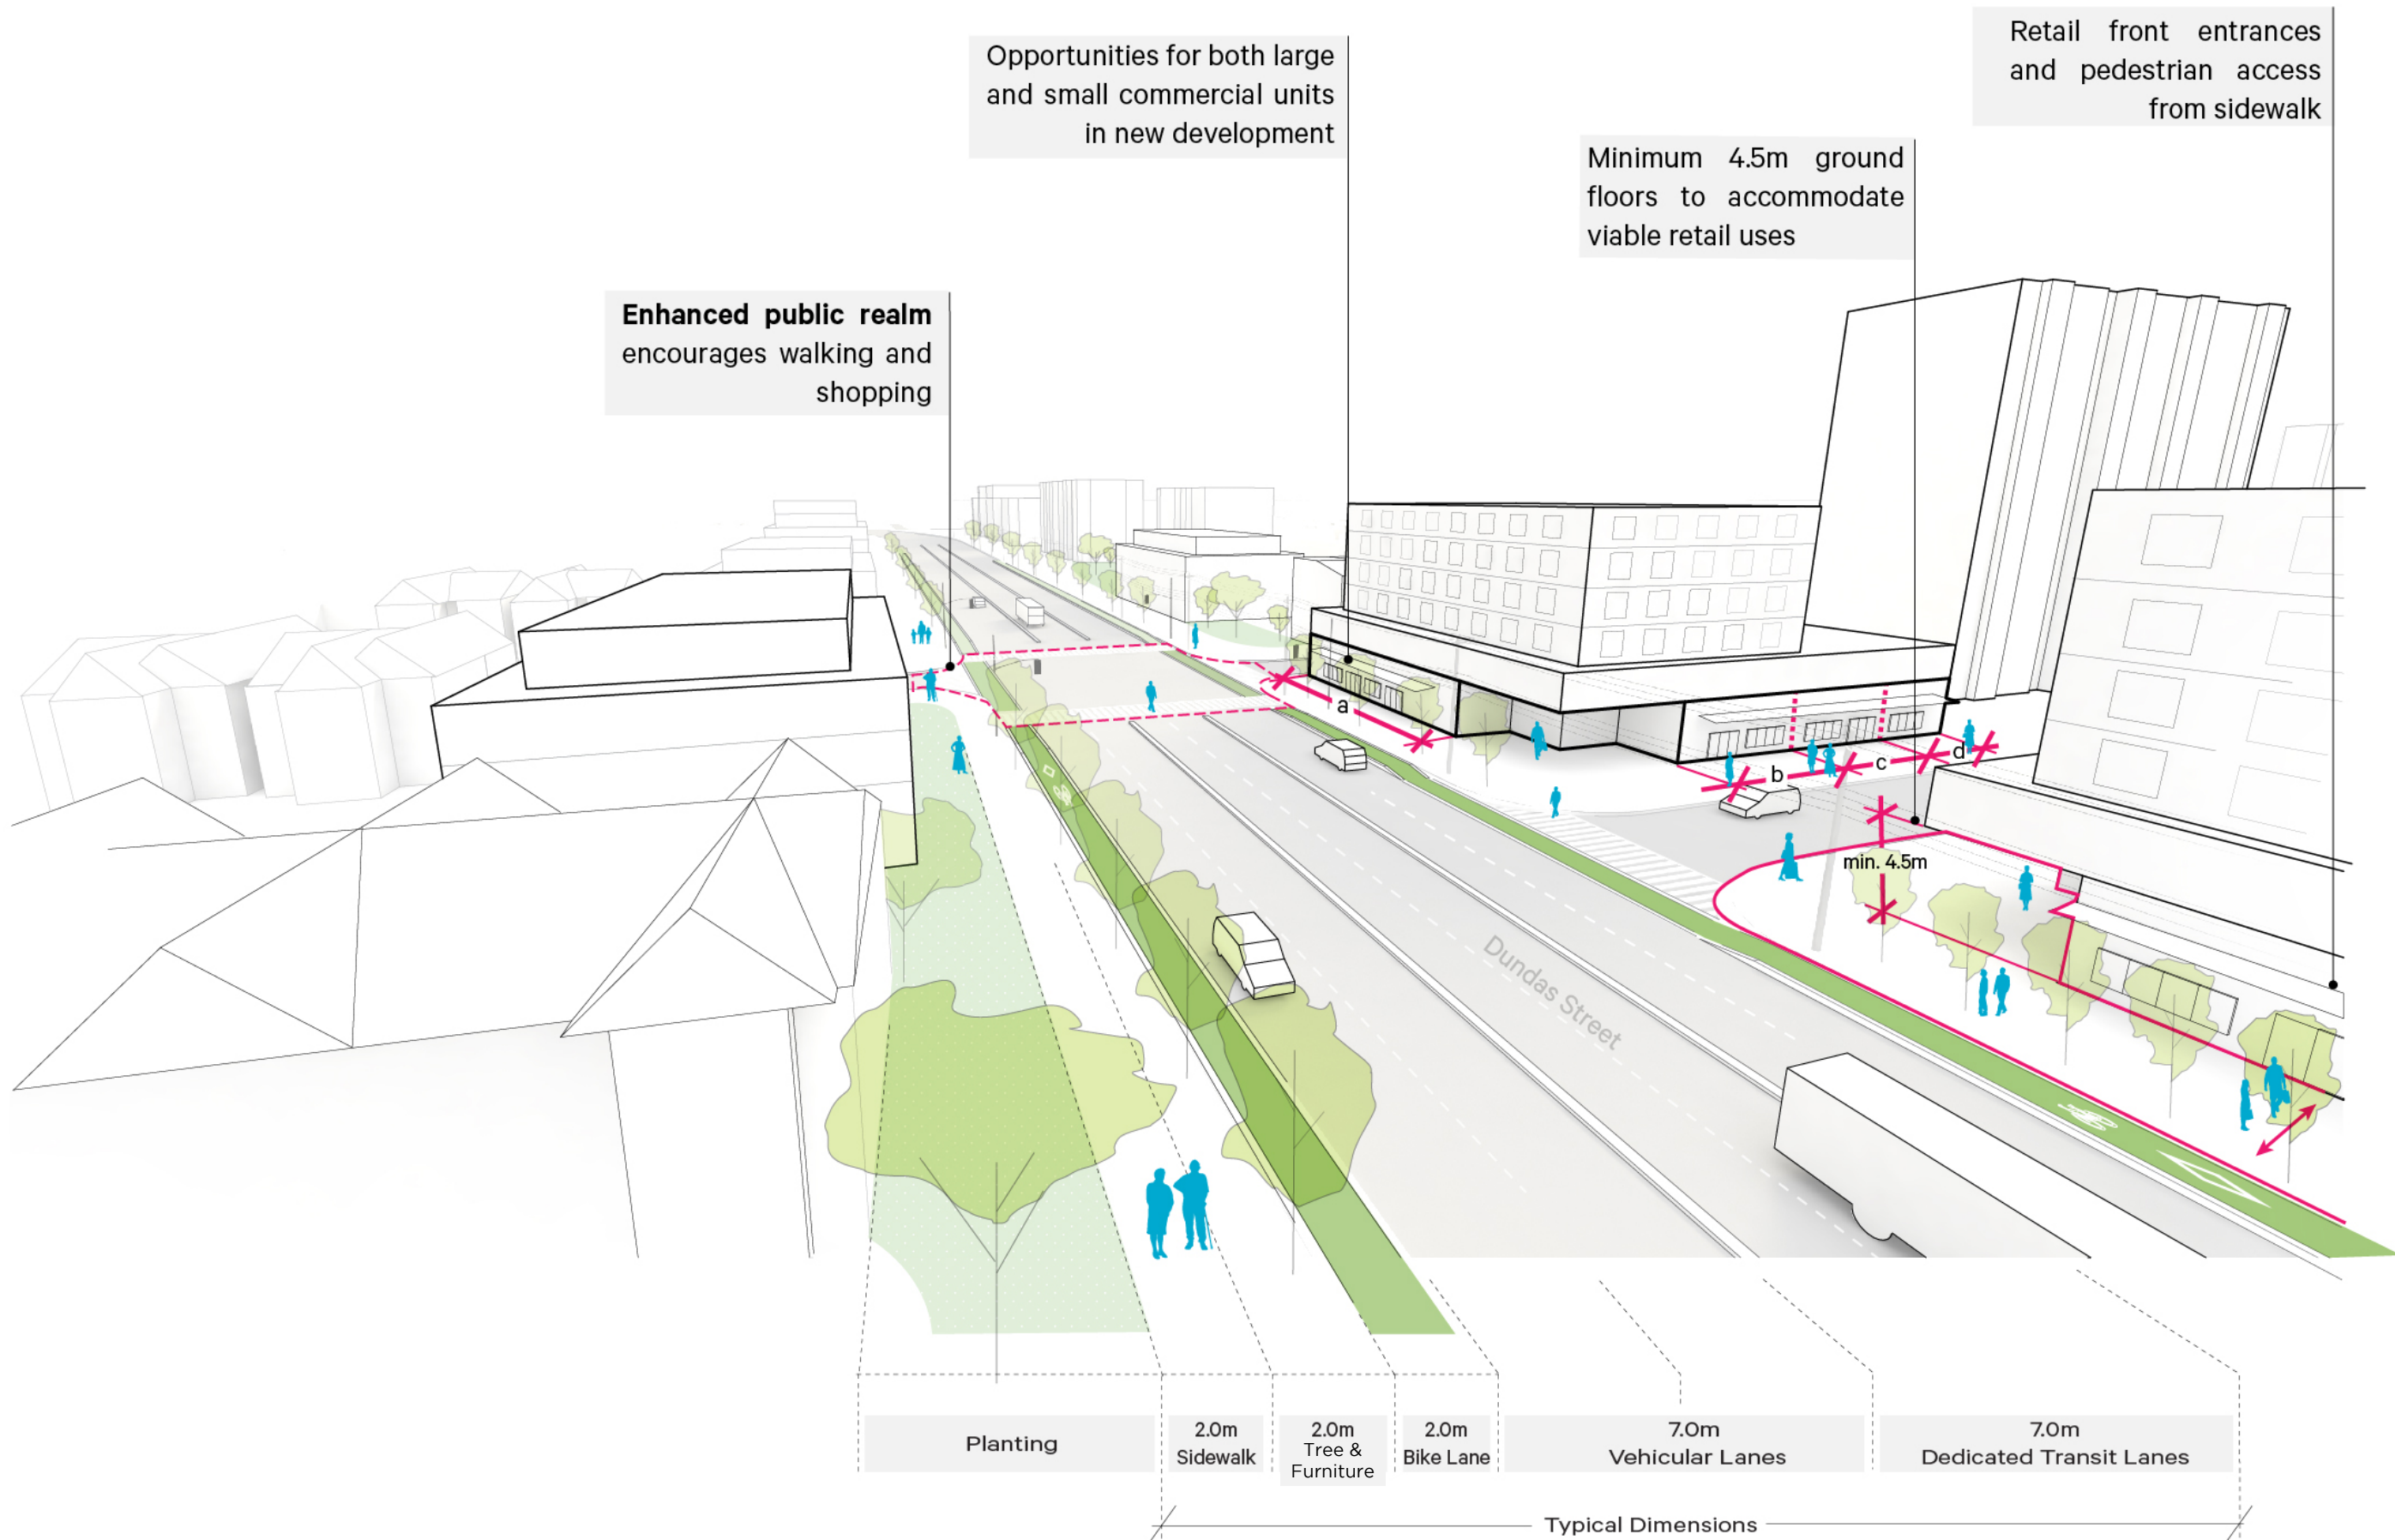 Retail front entrances
and pedestrian access
from sidewalk
Opportunities for both large
and small commercial units
in new development
Minimum 4.5m ground
floors to accommodate
viable retail uses
Enhanced public realm
encourages walking and
shopping
a
b
c
d
min. 4.5m
Dundas Street
Planting
2.0m
Sidewalk
2.0m
Tree &
Furniture
2.0m
Bike Lane
7.0m
Vehicular Lanes
7.0m
Dedicated Transit Lanes
Typical Dimensions